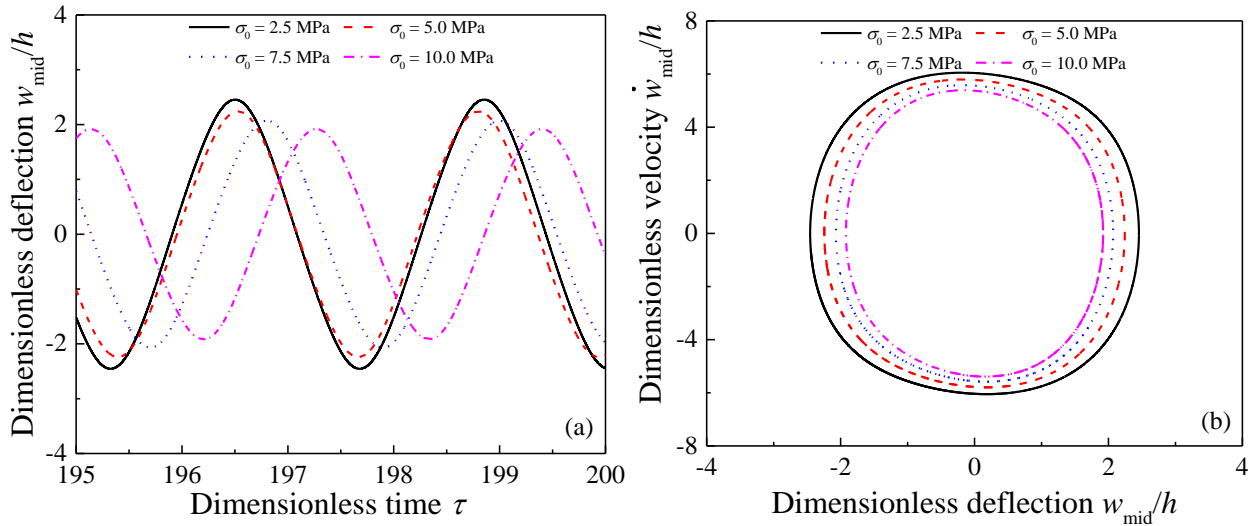 σ0 = 2.5 MPa σ0 = 5.0 MPa
σ0 = 7.5 MPa σ0 = 10.0 MPa
4
2
0
-2
-4
Dimensionless deflection wmid/h
(a)
195 196 197 198 199 200
Dimensionless time τ
σ0 = 2.5 MPa σ0 = 5.0 MPa
σ0 = 7.5 MPa σ0 = 10.0 MPa
8
4
0
-4
-8
Dimensionless velocity ẇmid/h
(b)
-4 -2 0 2 4
Dimensionless deflection wmid/h